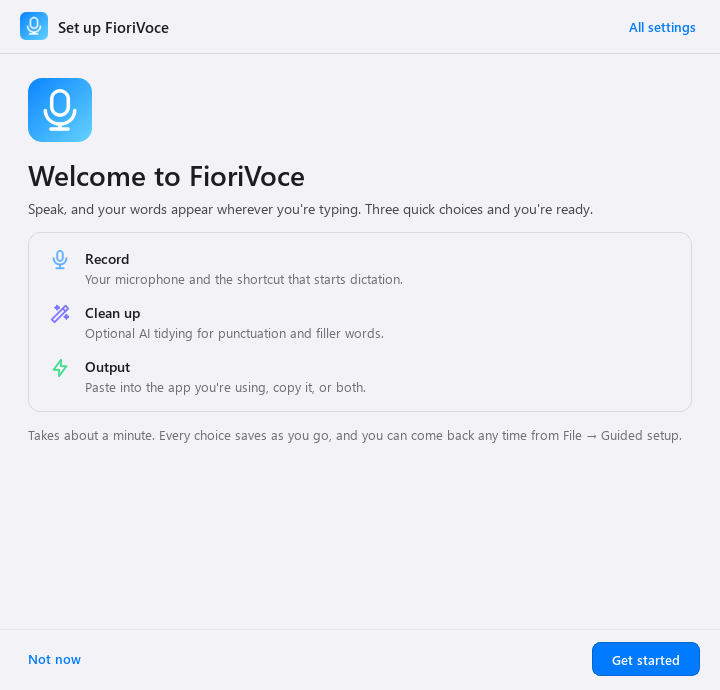 Set up FioriVoce
All settings
Welcome to FioriVoce
Speak, and your words appear wherever you're typing. Three quick choices and you're ready.
Record
Your microphone and the shortcut that starts dictation.
Clean up
Optional AI tidying for punctuation and filler words.
Output
Paste into the app you're using, copy it, or both.
Takes about a minute. Every choice saves as you go, and you can come back any time from File → Guided setup.
Not now
Get started